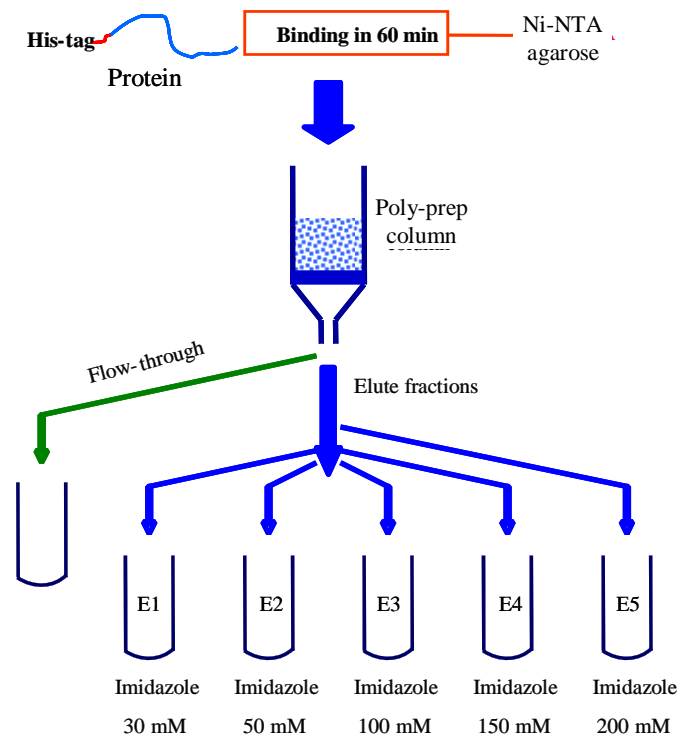 His-tag
Protein
Binding in 60 min
Ni-NTA
agarose
Poly-prep
column
Flow-through
Elute fractions
E1
E2
E3
E4
E5
Imidazole
30 mM
Imidazole
50 mM
Imidazole
100 mM
Imidazole
150 mM
Imidazole
200 mM